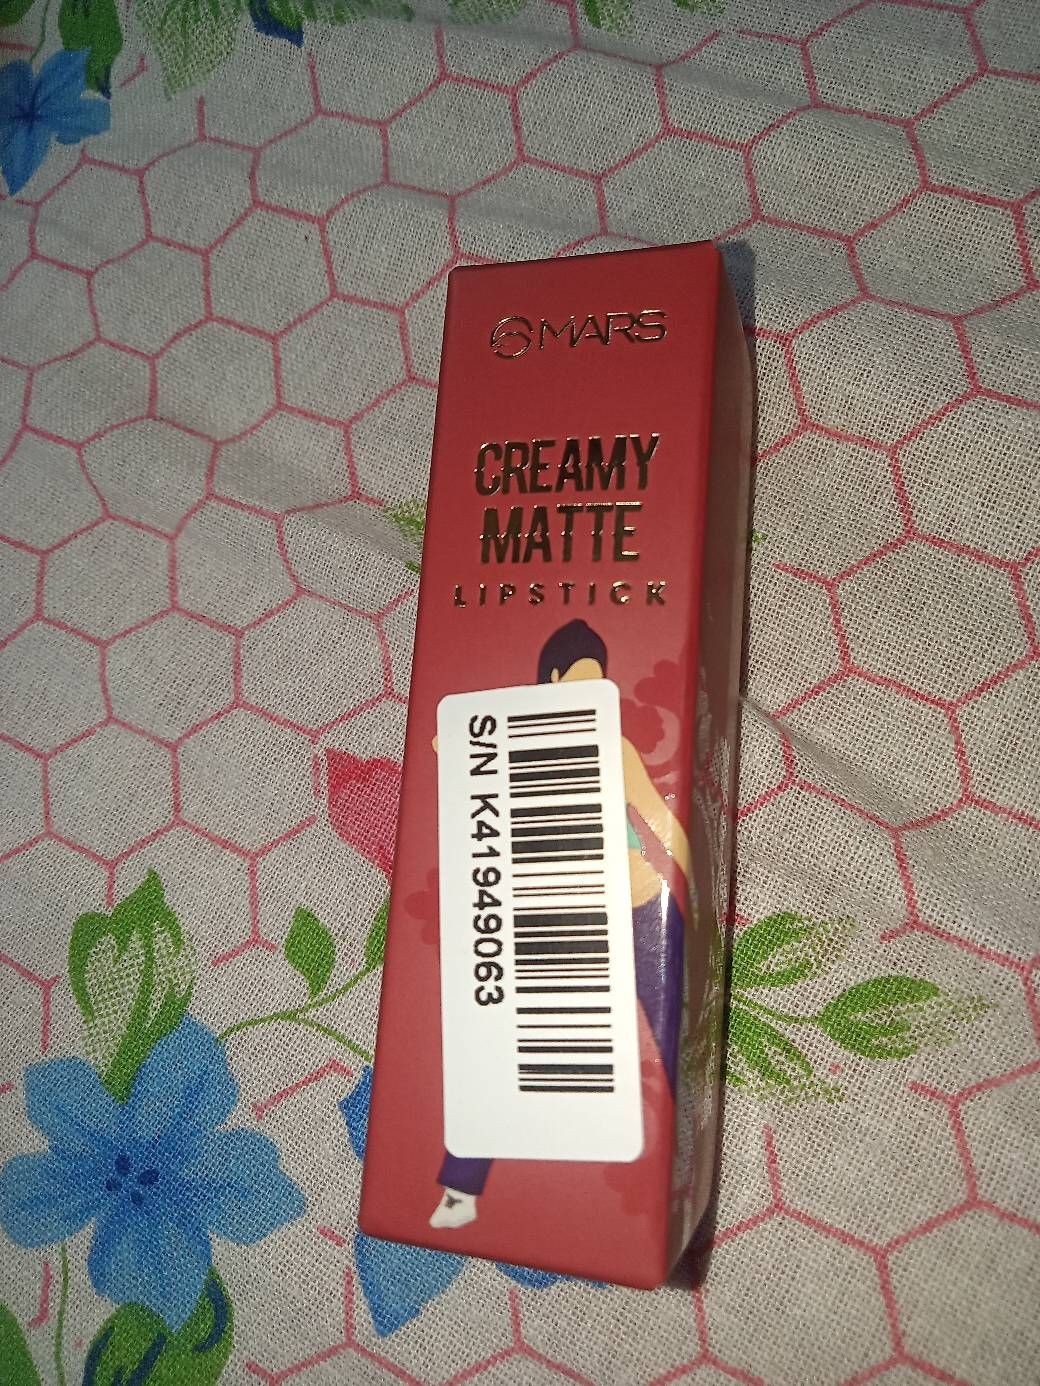 MARS
CREAMY
MATTE
LIPSTICK
S/N K41949063